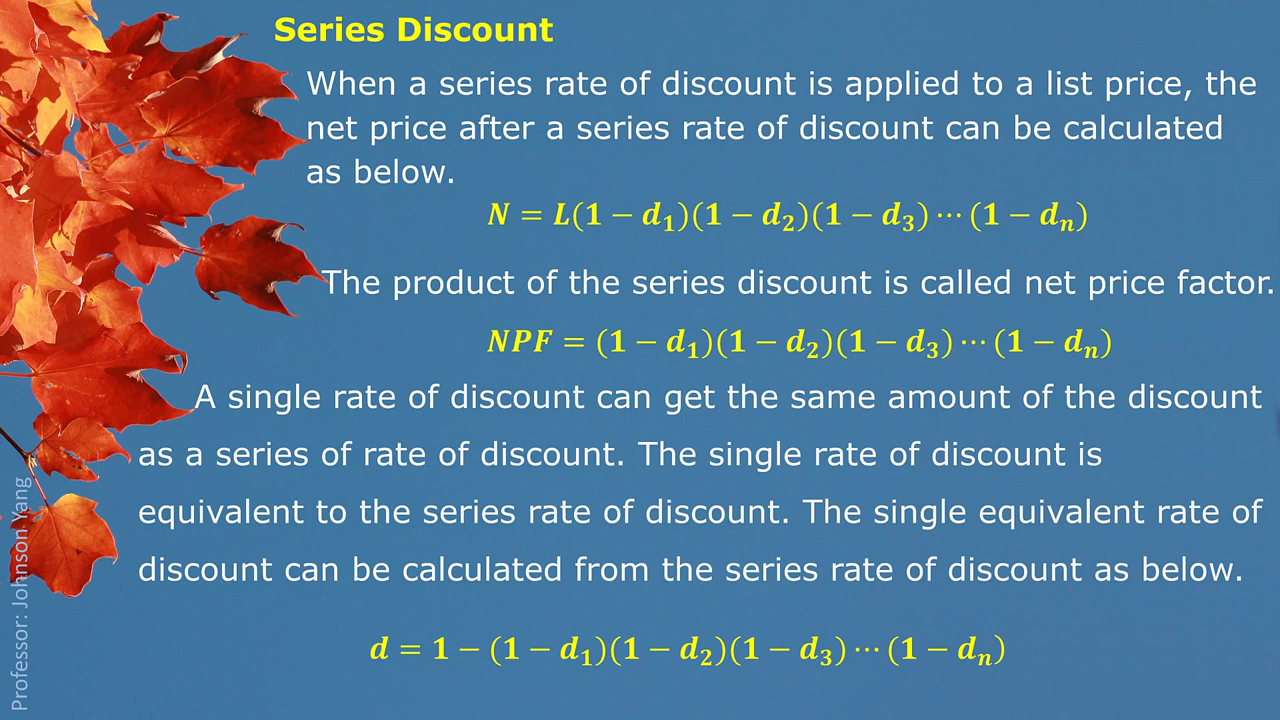 Series Discount
When a series rate of discount is applied to a list price, the
net price after a series rate of discount can be calculated
as below.
N = L(1 − d₁)(1 − d₂)(1 − d₃) ⋯ (1 − dₙ)
The product of the series discount is called net price factor.
NPF = (1 − d₁)(1 − d₂)(1 − d₃) ⋯ (1 − dₙ)
A single rate of discount can get the same amount of the discount
as a series of rate of discount. The single rate of discount is
equivalent to the series rate of discount. The single equivalent rate of
discount can be calculated from the series rate of discount as below.
d = 1 − (1 − d₁)(1 − d₂)(1 − d₃) ⋯ (1 − dₙ)
Professor: Johnson Yang